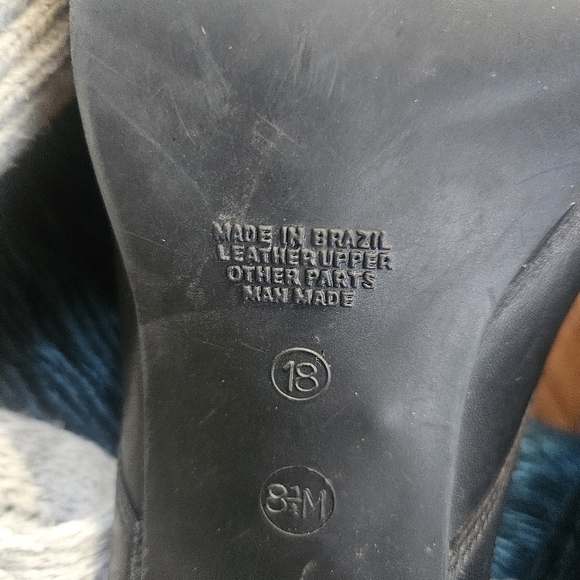 MADE IN BRAZIL
LEATHER UPPER
OTHER PARTS
MAN MADE
18
8½M